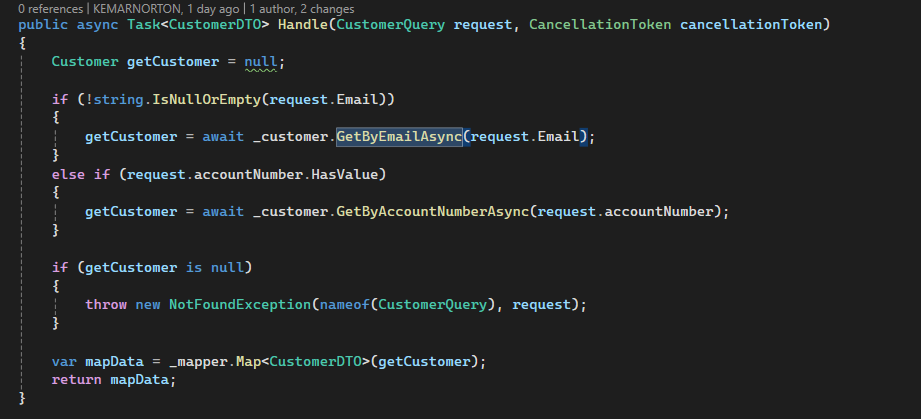 0 references | KEMARNORTON, 1 day ago | 1 author, 2 changes
public async Task<CustomerDTO> Handle(CustomerQuery request, CancellationToken cancellationToken)
{
    Customer getCustomer = null;

    if (!string.IsNullOrEmpty(request.Email))
    {
        getCustomer = await _customer.GetByEmailAsync(request.Email);
    }
    else if (request.accountNumber.HasValue)
    {
        getCustomer = await _customer.GetByAccountNumberAsync(request.accountNumber);
    }

    if (getCustomer is null)
    {
        throw new NotFoundException(nameof(CustomerQuery), request);
    }

    var mapData = _mapper.Map<CustomerDTO>(getCustomer);
    return mapData;
}